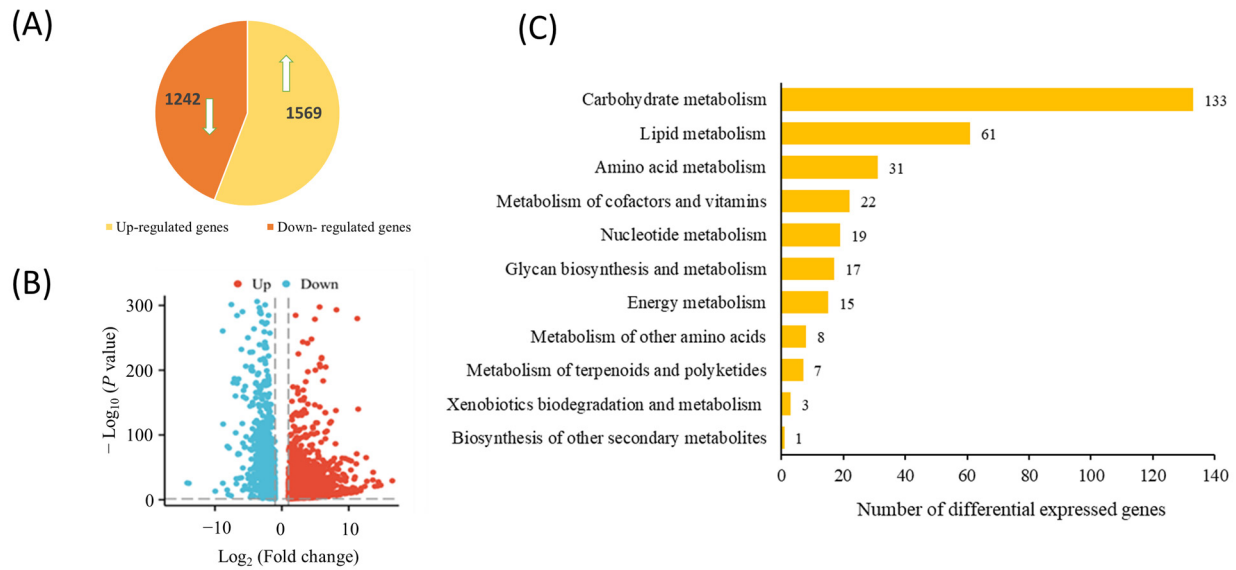 (A)
1242
1569
Up-regulated genes
Down- regulated genes
(B)
Up
Down
300
200
100
0
− Log10 (P value)
−10
0
10
Log2 (Fold change)
(C)
Carbohydrate metabolism
133
Lipid metabolism
61
Amino acid metabolism
31
Metabolism of cofactors and vitamins
22
Nucleotide metabolism
19
Glycan biosynthesis and metabolism
17
Energy metabolism
15
Metabolism of other amino acids
8
Metabolism of terpenoids and polyketides
7
Xenobiotics biodegradation and metabolism
3
Biosynthesis of other secondary metabolites
1
0
20
40
60
80
100
120
140
Number of differential expressed genes